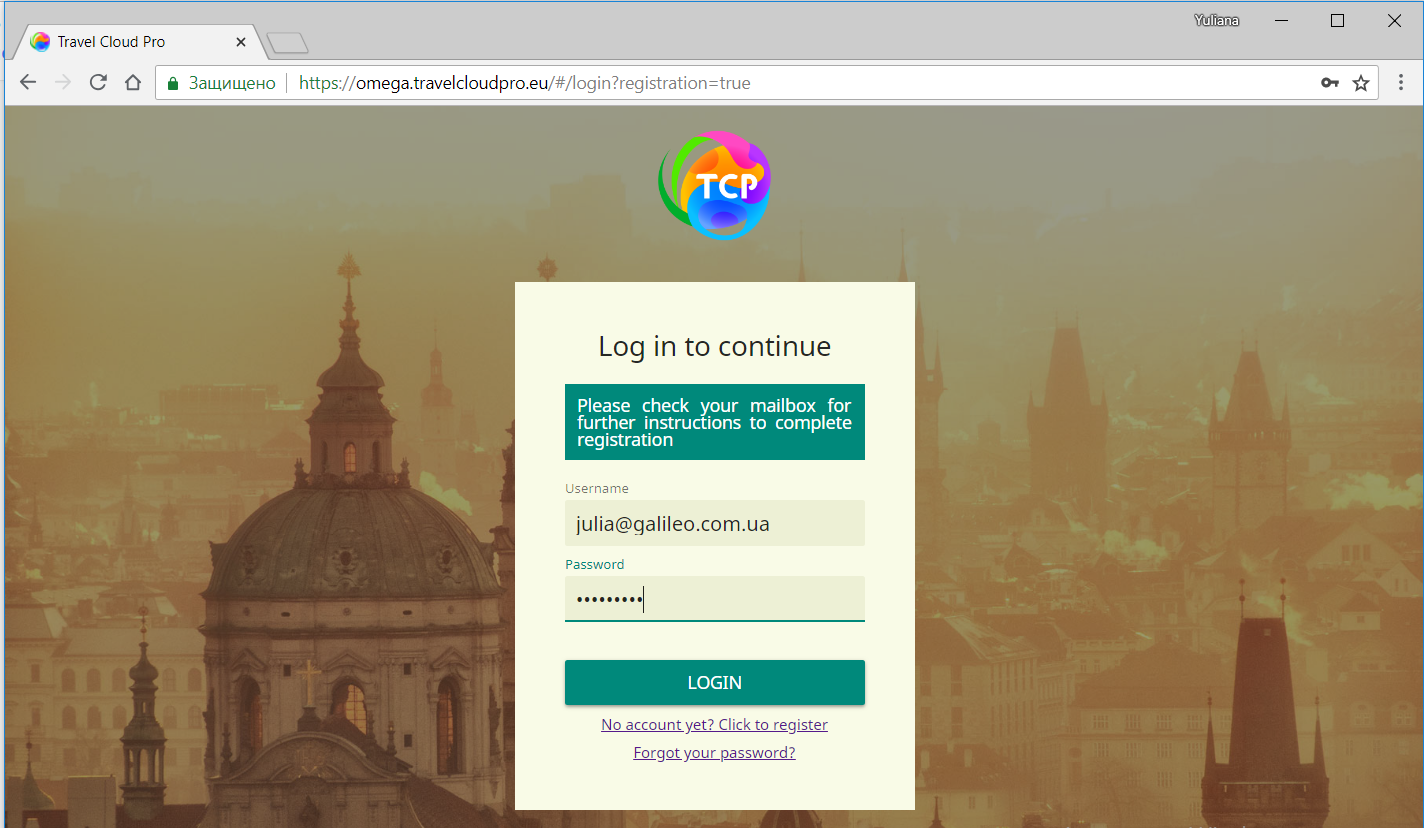 Yuliana
Travel Cloud Pro
Защищено
https://omega.travelcloudpro.eu/#/login?registration=true
TCP
Log in to continue
Please check your mailbox for
further instructions to complete
registration
Username
julia@galileo.com.ua
Password
•••••••••
LOGIN
No account yet? Click to register
Forgot your password?